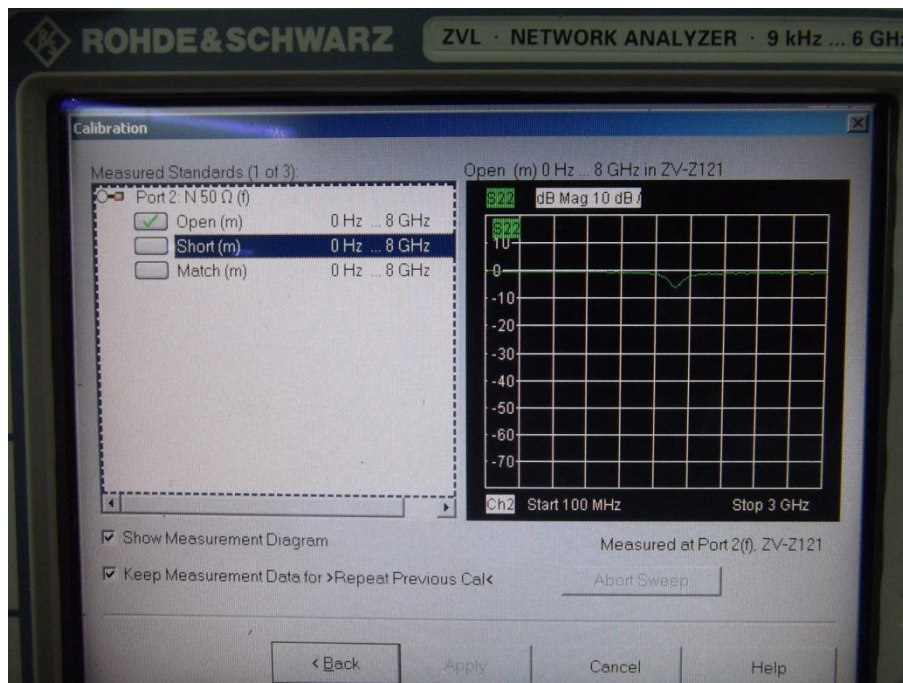 ROHDE&SCHWARZ
ZVL · NETWORK ANALYZER · 9 kHz ... 6 GHz
Calibration
Measured Standards (1 of 3):
Port 2: N 50 Ω (f)
Open (m) 0 Hz ... 8 GHz
Short (m) 0 Hz ... 8 GHz
Match (m) 0 Hz ... 8 GHz
Open (m) 0 Hz ... 8 GHz in ZV-Z121
S22 dB Mag 10 dB /
S22
10
0
-10
-20
-30
-40
-50
-60
-70
Ch2 Start 100 MHz Stop 3 GHz
Show Measurement Diagram
Measured at Port 2(f), ZV-Z121
Keep Measurement Data for >Repeat Previous Cal<
Abort Sweep
< Back Apply Cancel Help